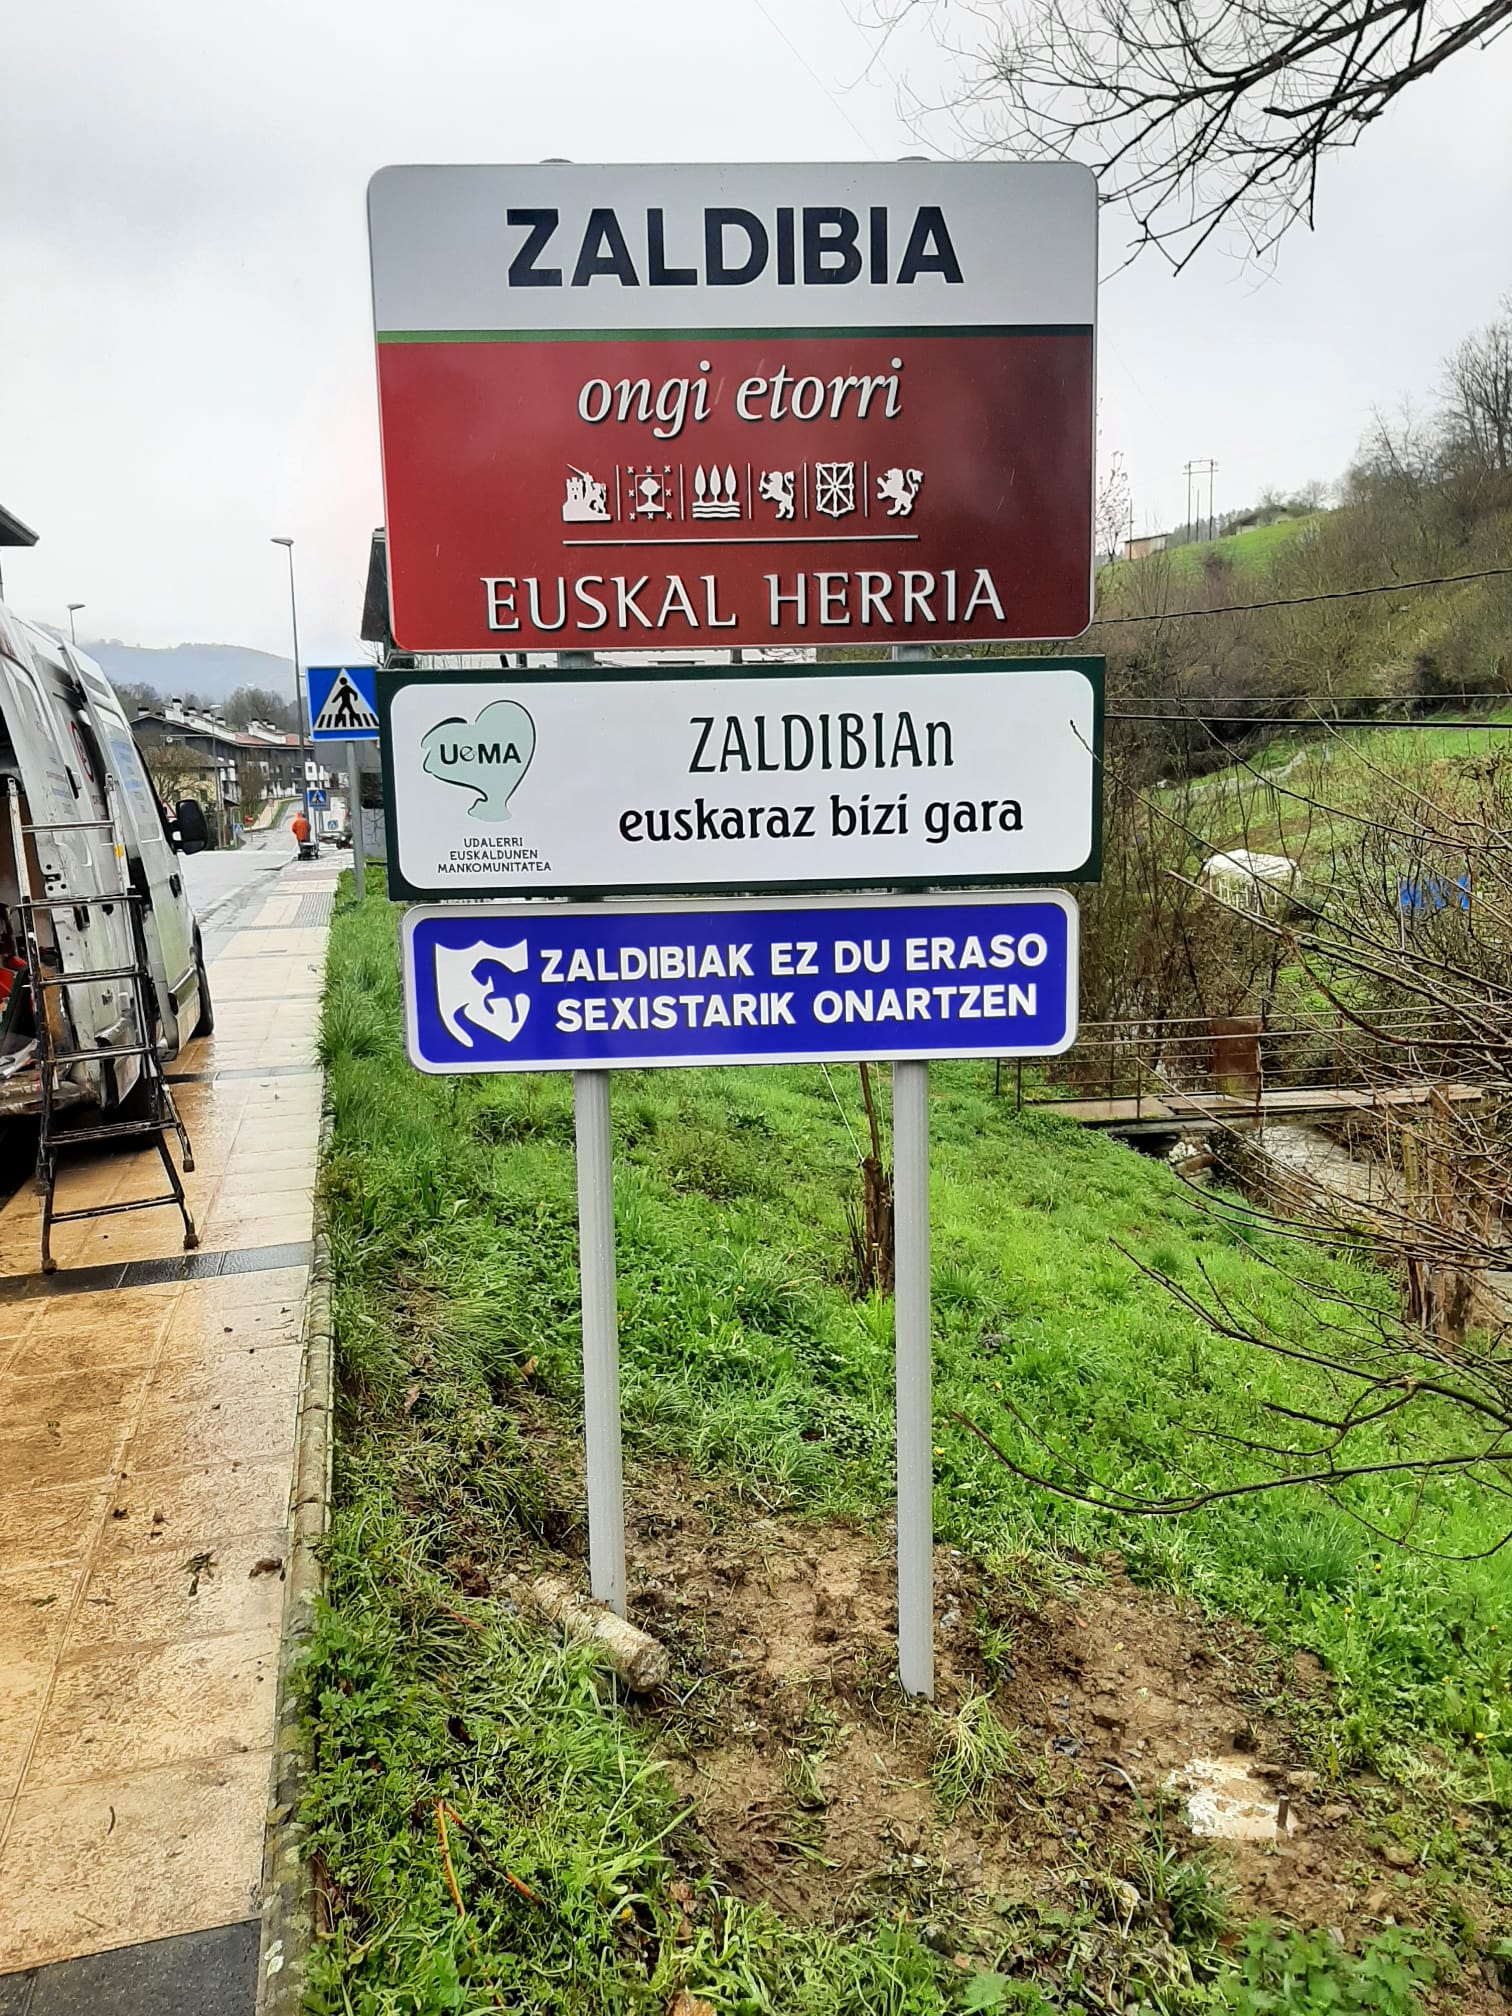 ZALDIBIA
ongi etorri
EUSKAL HERRIA
UeMA
UDALERRI
EUSKALDUNEN
MANKOMUNITATEA
ZALDIBIAn
euskaraz bizi gara
ZALDIBIAK EZ DU ERASO
SEXISTARIK ONARTZEN